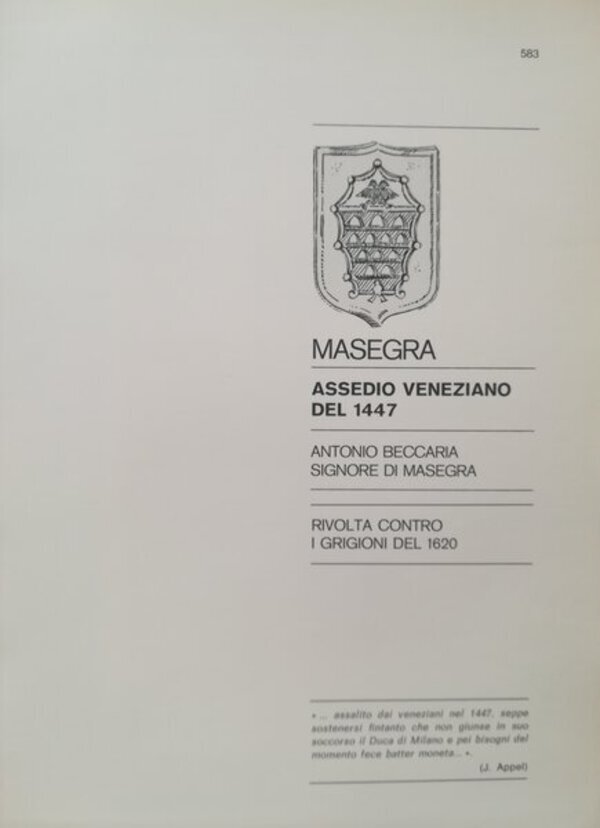 583
MASEGRA
ASSEDIO VENEZIANO
DEL 1447
ANTONIO BECCARIA
SIGNORE DI MASEGRA
RIVOLTA CONTRO
I GRIGIONI DEL 1620
« ... assalito dai veneziani nel 1447, seppe
sostenersi fintanto che non giunse in suo
soccorso il Duca di Milano e pei bisogni del
momento fece batter moneta... ».
(J. Appel)